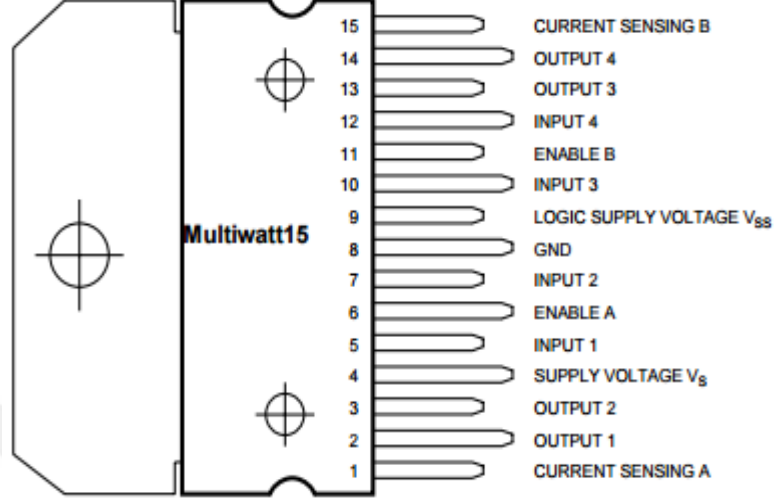 15 CURRENT SENSING B
14 OUTPUT 4
13 OUTPUT 3
12 INPUT 4
11 ENABLE B
10 INPUT 3
9 LOGIC SUPPLY VOLTAGE VSS
Multiwatt15
8 GND
7 INPUT 2
6 ENABLE A
5 INPUT 1
4 SUPPLY VOLTAGE VS
3 OUTPUT 2
2 OUTPUT 1
1 CURRENT SENSING A